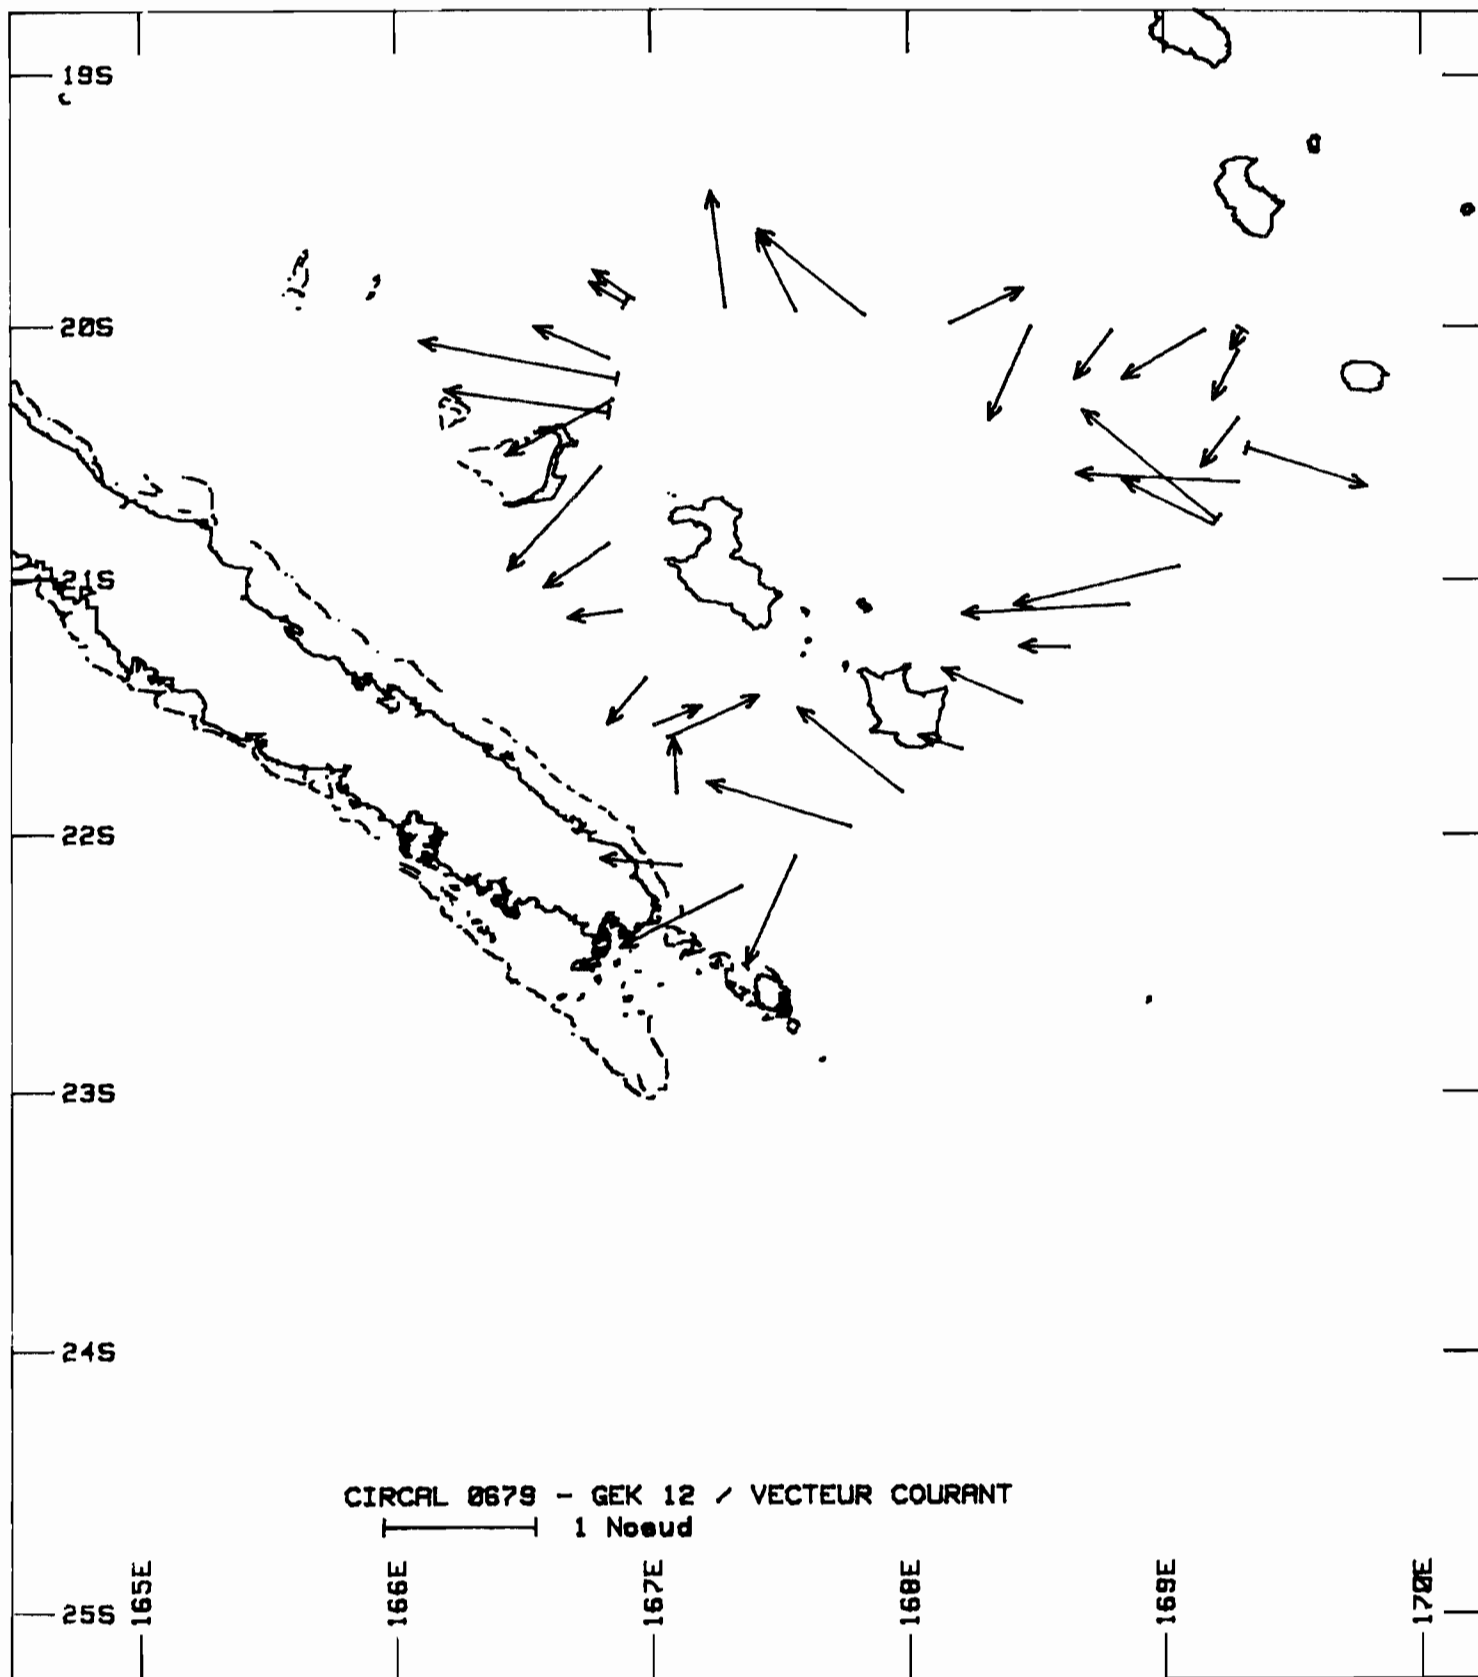 19S
20S
21S
22S
23S
24S
CIRCAL 0679 - GEK 12 / VECTEUR COURANT
1 Noeud
25S
165E
166E
167E
168E
169E
170E